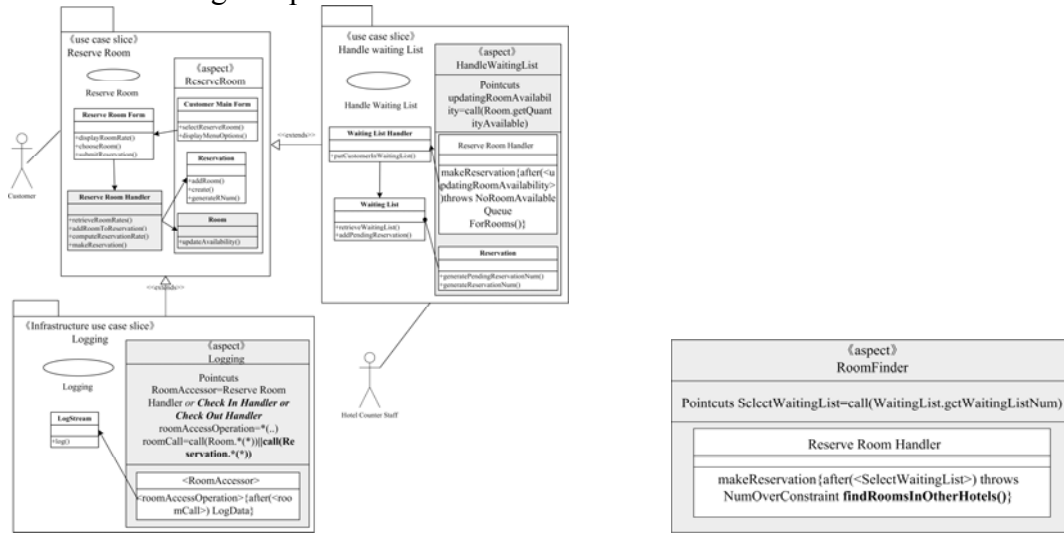 《use case slice》
Reserve Room
Reserve Room
Reserve Room Form
+displayRoomRate()
+chooseRoom()
+submitReservation()
Customer
Reserve Room Handler
+retrieveRoomRates()
+addRoomToReservation()
+computeReservationRate()
+makeReservation()
《aspect》
ReserveRoom
Customer Main Form
+selectReserveRoom()
+displayMenuOptions()
Reservation
+addRoom()
+create()
+generateRNum()
Room
+updateAvailability()
<<extends>>
《use case slice》
Handle waiting List
Handle Waiting List
Waiting List Handler
+putCustomerInWaitingList()
Waiting List
+retrieveWaitingList()
+addPendingReservation()
《aspect》
HandleWaitingList
Pointcuts
updatingRoomAvailabil
ity=call(Room.getQuant
ityAvailable)
Reserve Room Handler
makeReservation{after(<u
pdatingRoomAvailability>
)throws NoRoomAvailable
Queue
ForRooms()}
Reservation
+generatePendingReservationNum()
+generateReservationNum()
<<extends>>
《Infrastructure use case slice》
Logging
Logging
LogStream
+log()
《aspect》
Logging
Pointcuts
RoomAccessor=Reserve Room
Handler or Check In Handler or
Check Out Handler
roomAccessOperation=*(..)
roomCall=call(Room.*(*))||call(Re
servation.*(*))
<RoomAccessor>
<roomAccessOperation>{after(<roo
mCall>) LogData}
Hotel Counter Staff
《aspect》
RoomFinder
Pointcuts SelectWaitingList=call(WaitingList.getWaitingListNum)
Reserve Room Handler
makeReservation{after(<SelectWaitingList>) throws
NumOverConstraint findRoomsInOtherHotels()}